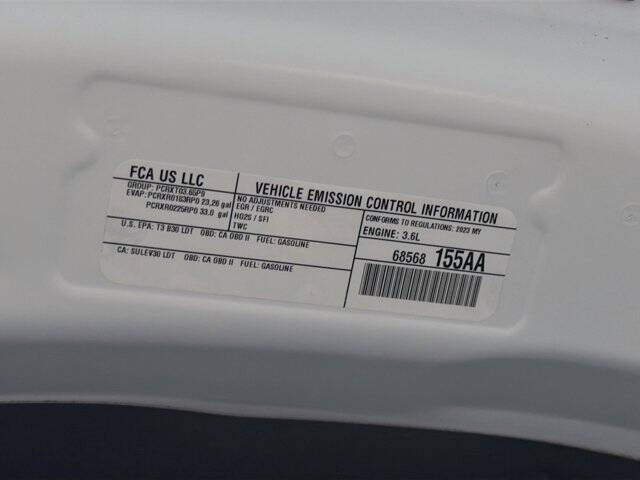 FCA US LLC
GROUP: PCRXT03.65P9
EVAP: PCRXR0183RP0 23.26 gal
PCRXR0225RP0 33.0 gal
VEHICLE EMISSION CONTROL INFORMATION
NO ADJUSTMENTS NEEDED
EGR / EGRC
HO2S / SFI
TWC
CONFORMS TO REGULATIONS: 2023 MY
ENGINE: 3.6L
U.S. EPA: T3 B30 LDT OBD: CA OBD II FUEL: GASOLINE
CA: SULEV30 LDT OBD: CA OBD II FUEL: GASOLINE
68568 155AA